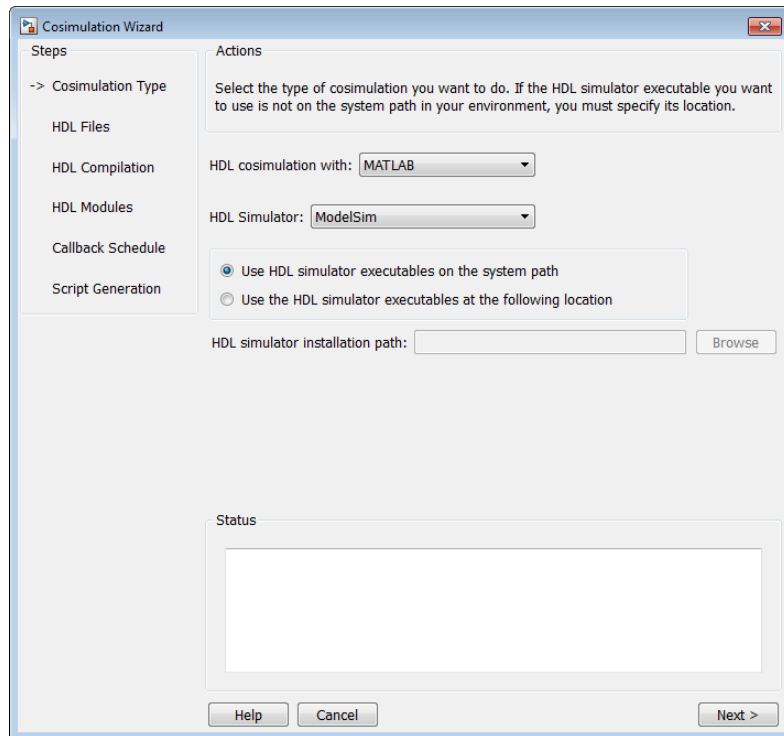 Cosimulation Wizard
Steps
-> Cosimulation Type
HDL Files
HDL Compilation
HDL Modules
Callback Schedule
Script Generation
Actions
Select the type of cosimulation you want to do. If the HDL simulator executable you want
to use is not on the system path in your environment, you must specify its location.
HDL cosimulation with: MATLAB
HDL Simulator: ModelSim
Use HDL simulator executables on the system path
Use the HDL simulator executables at the following location
HDL simulator installation path: Browse
Status
Help Cancel Next >